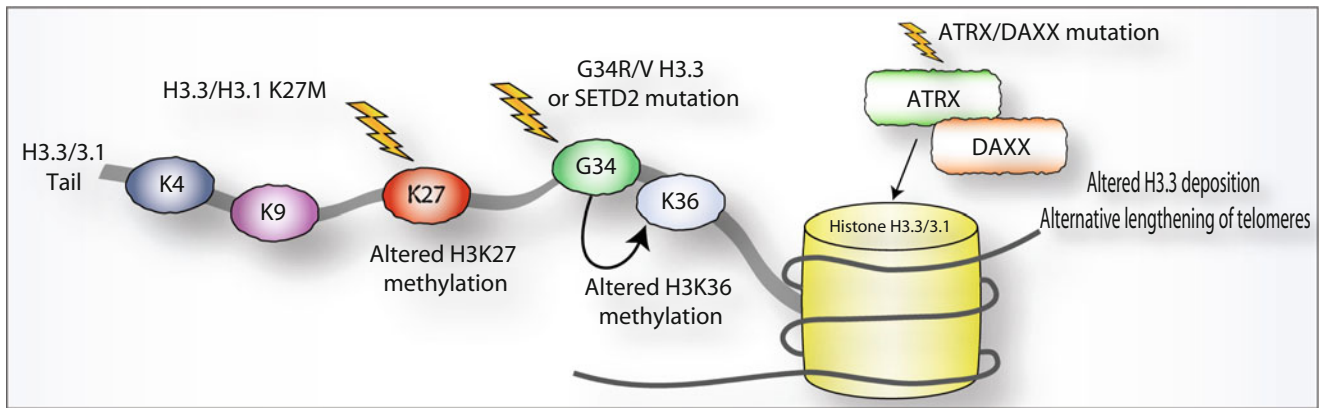 H3.3/3.1
Tail
K4
K9
H3.3/H3.1 K27M
K27
Altered H3K27
methylation
G34R/V H3.3
or SETD2 mutation
G34
K36
Altered H3K36
methylation
ATRX/DAXX mutation
ATRX
DAXX
Histone H3.3/3.1
Altered H3.3 deposition
Alternative lengthening of telomeres